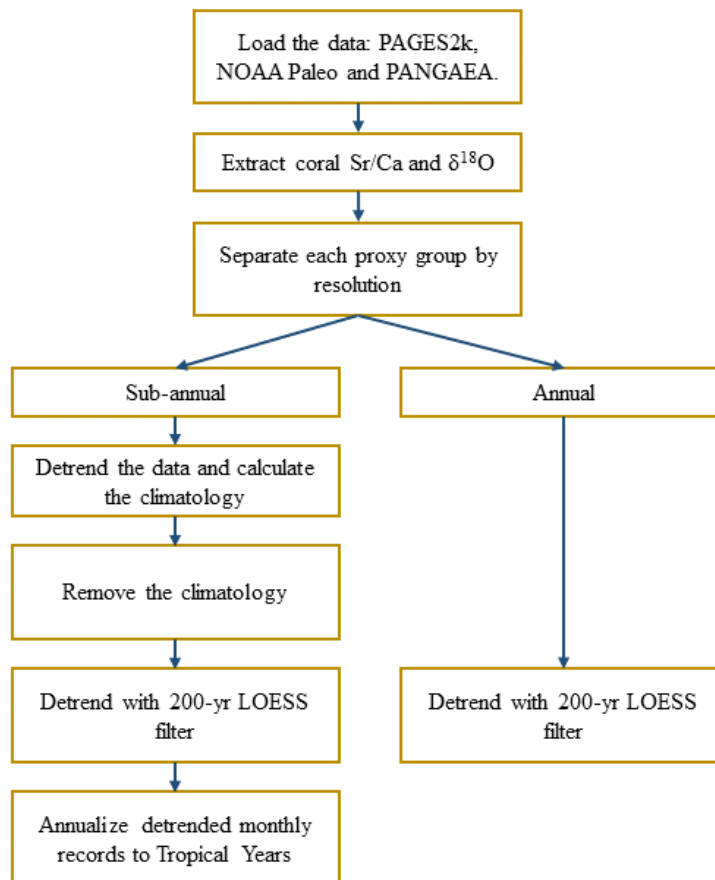 Load the data: PAGES2k,
NOAA Paleo and PANGAEA.
Extract coral Sr/Ca and δ¹⁸O
Separate each proxy group by
resolution
Sub-annual
Annual
Detrend the data and calculate
the climatology
Remove the climatology
Detrend with 200-yr LOESS
filter
Detrend with 200-yr LOESS
filter
Annualize detrended monthly
records to Tropical Years